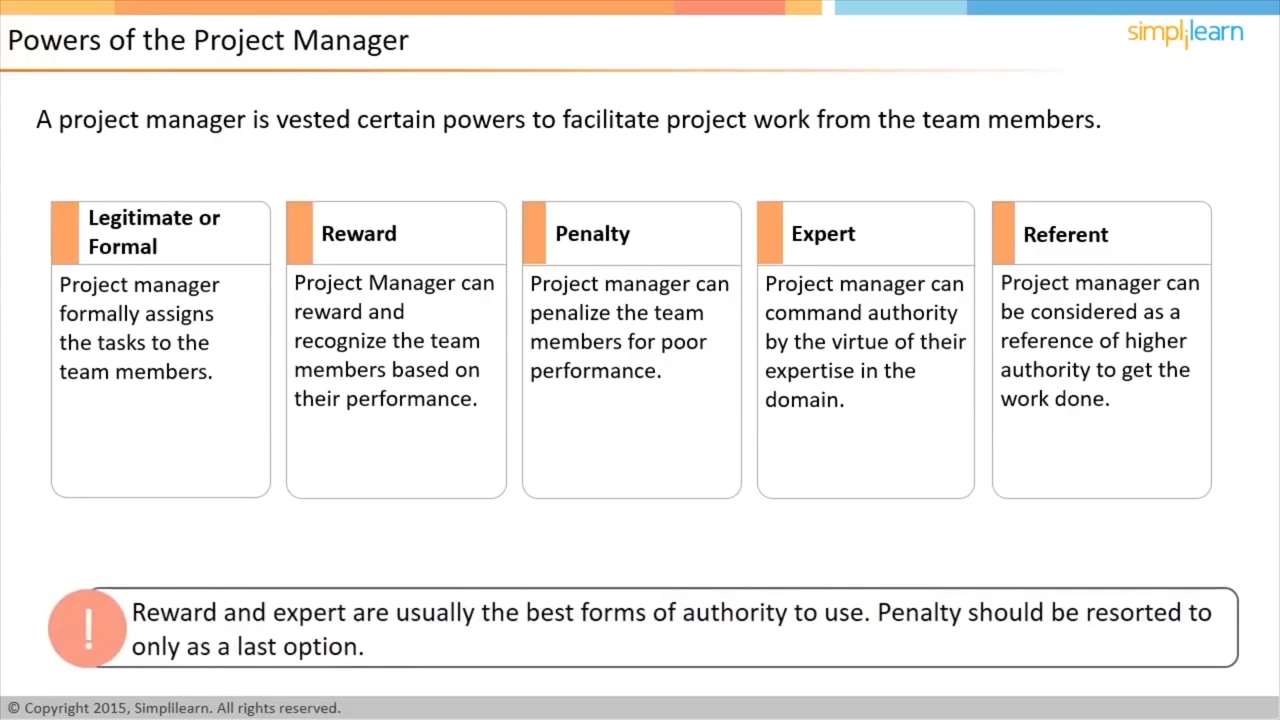 Powers of the Project Manager
simplilearn
A project manager is vested certain powers to facilitate project work from the team members.
Legitimate or
Formal
Project manager
formally assigns
the tasks to the
team members.
Reward
Project Manager can
reward and
recognize the team
members based on
their performance.
Penalty
Project manager can
penalize the team
members for poor
performance.
Expert
Project manager can
command authority
by the virtue of their
expertise in the
domain.
Referent
Project manager can
be considered as a
reference of higher
authority to get the
work done.
!
Reward and expert are usually the best forms of authority to use. Penalty should be resorted to
only as a last option.
© Copyright 2015, Simplilearn. All rights reserved.